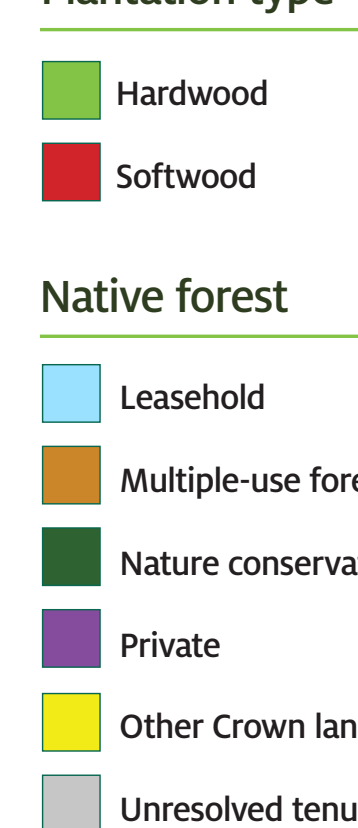 Plantation type
Hardwood
Softwood
Native forest
Leasehold
Multiple-use fore
Nature conserva
Private
Other Crown lan
Unresolved tenu